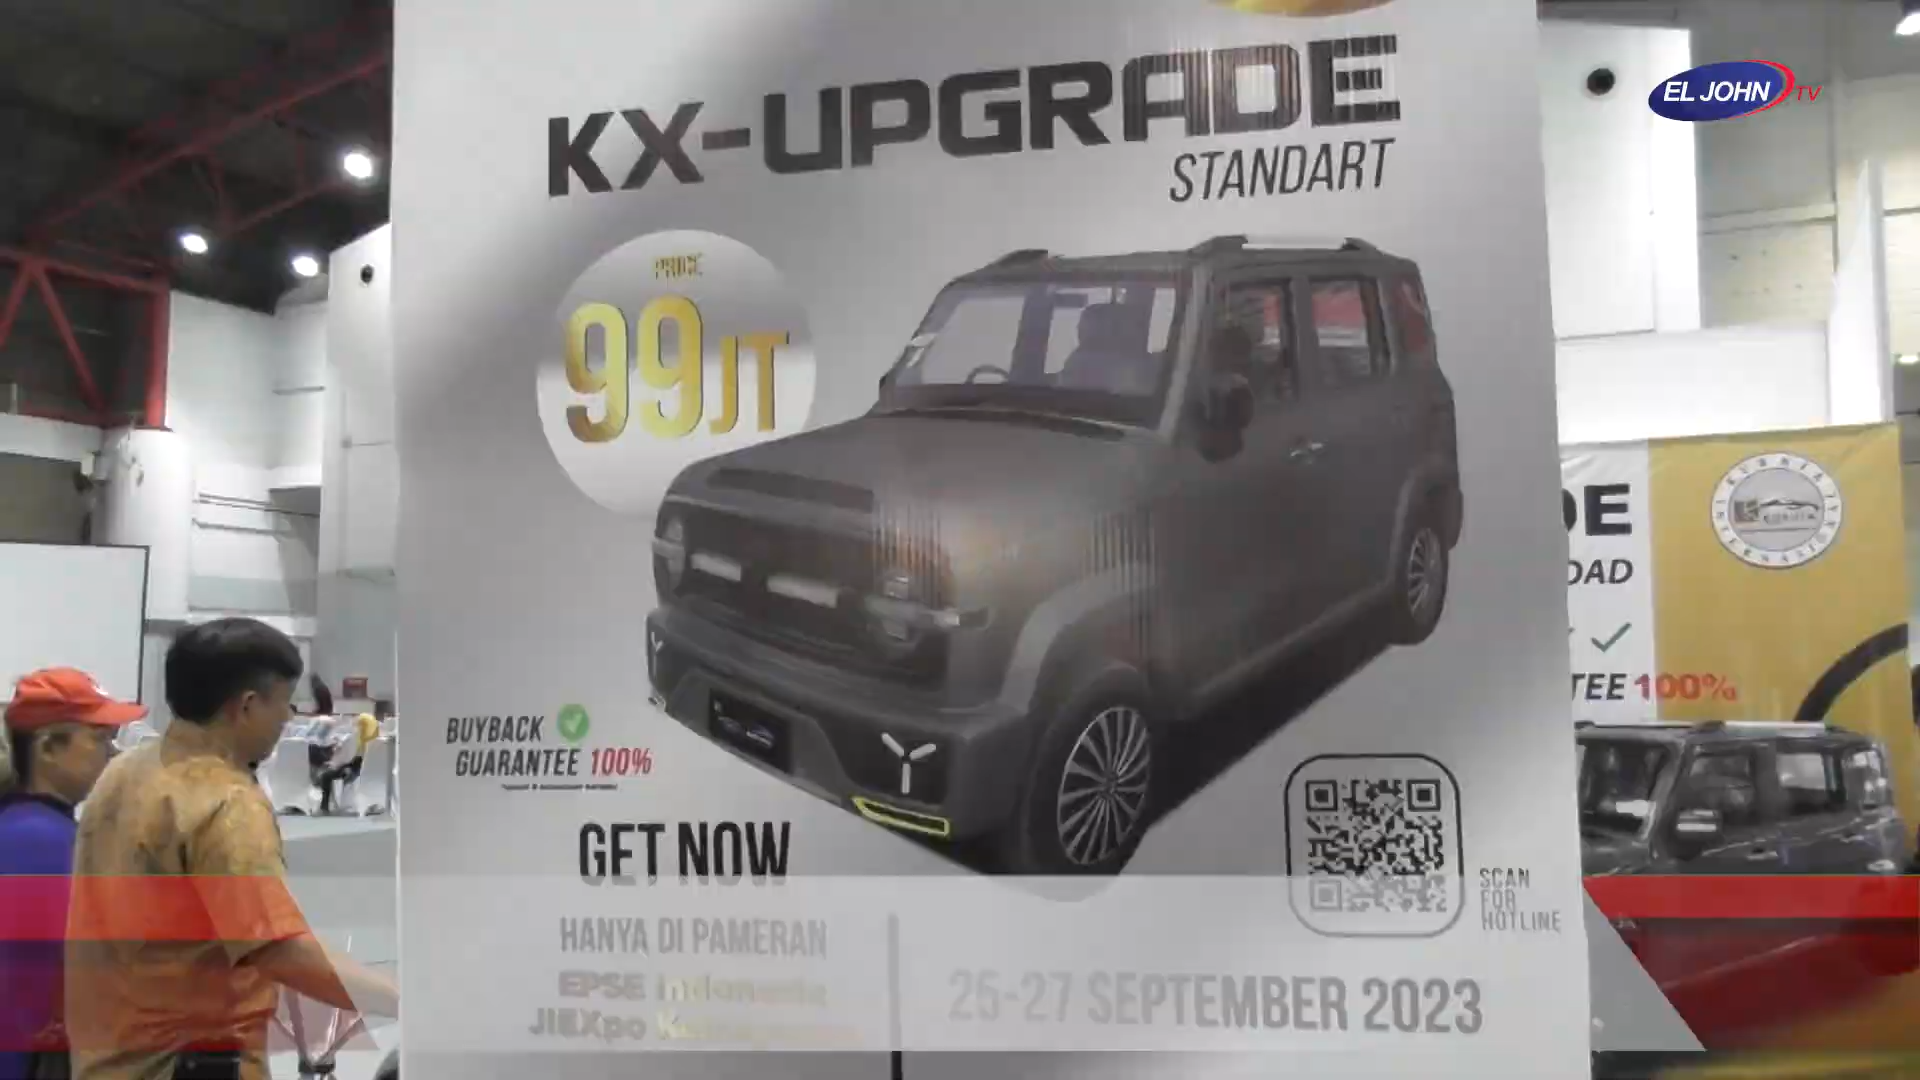 KX-UPGRADE
STANDART
EL JOHN TV
PRICE
99JT
DE
OAD
TEE 100%
BUYBACK
GUARANTEE 100%
GET NOW
SCAN
FOR
HOTLINE
HANYA DI PAMERAN
EPSE Indonesia
JIEXpo Kemayoran
25-27 SEPTEMBER 2023